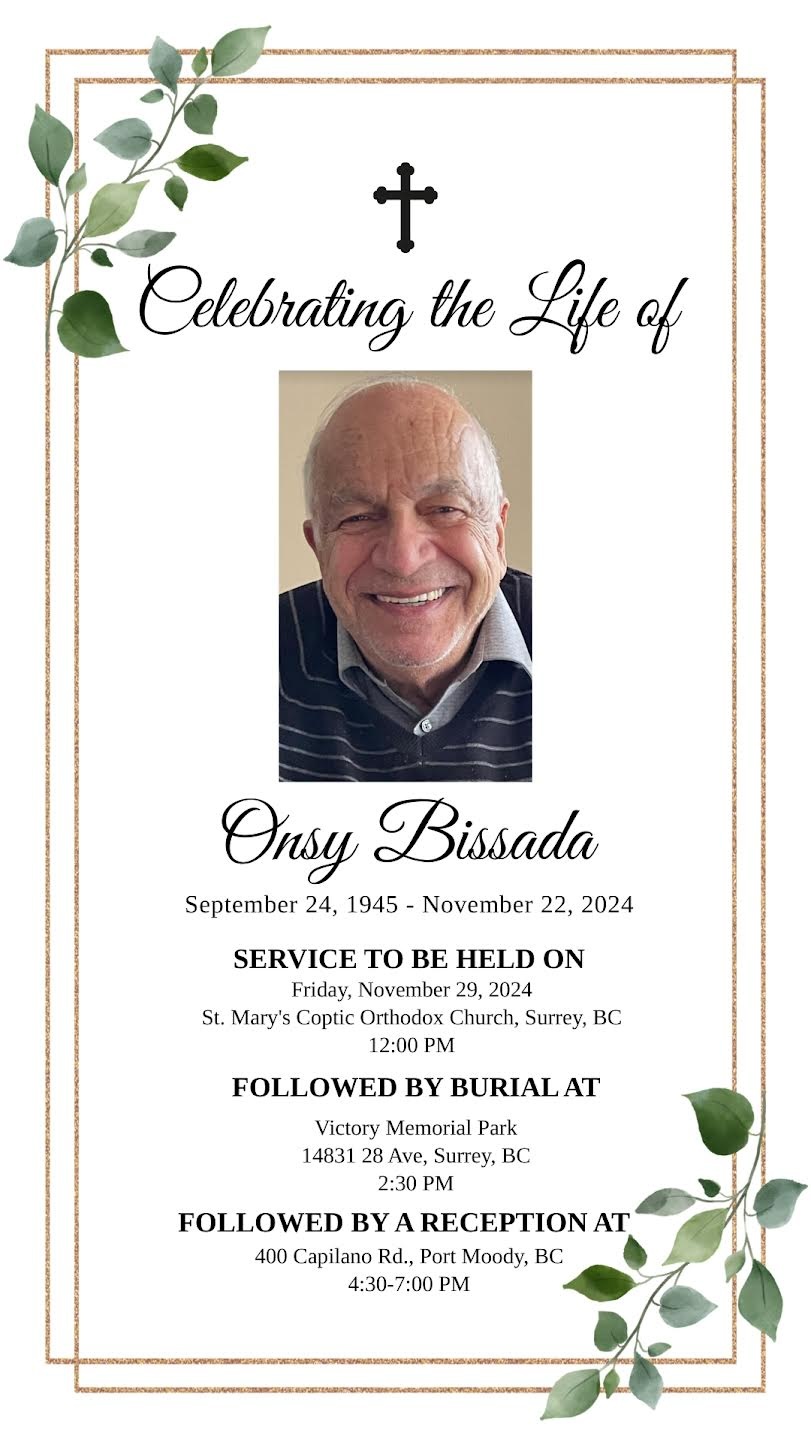 Celebrating the Life of
Onsy Bissada
September 24, 1945 - November 22, 2024
SERVICE TO BE HELD ON
Friday, November 29, 2024
St. Mary's Coptic Orthodox Church, Surrey, BC
12:00 PM
FOLLOWED BY BURIAL AT
Victory Memorial Park
14831 28 Ave, Surrey, BC
2:30 PM
FOLLOWED BY A RECEPTION AT
400 Capilano Rd., Port Moody, BC
4:30-7:00 PM